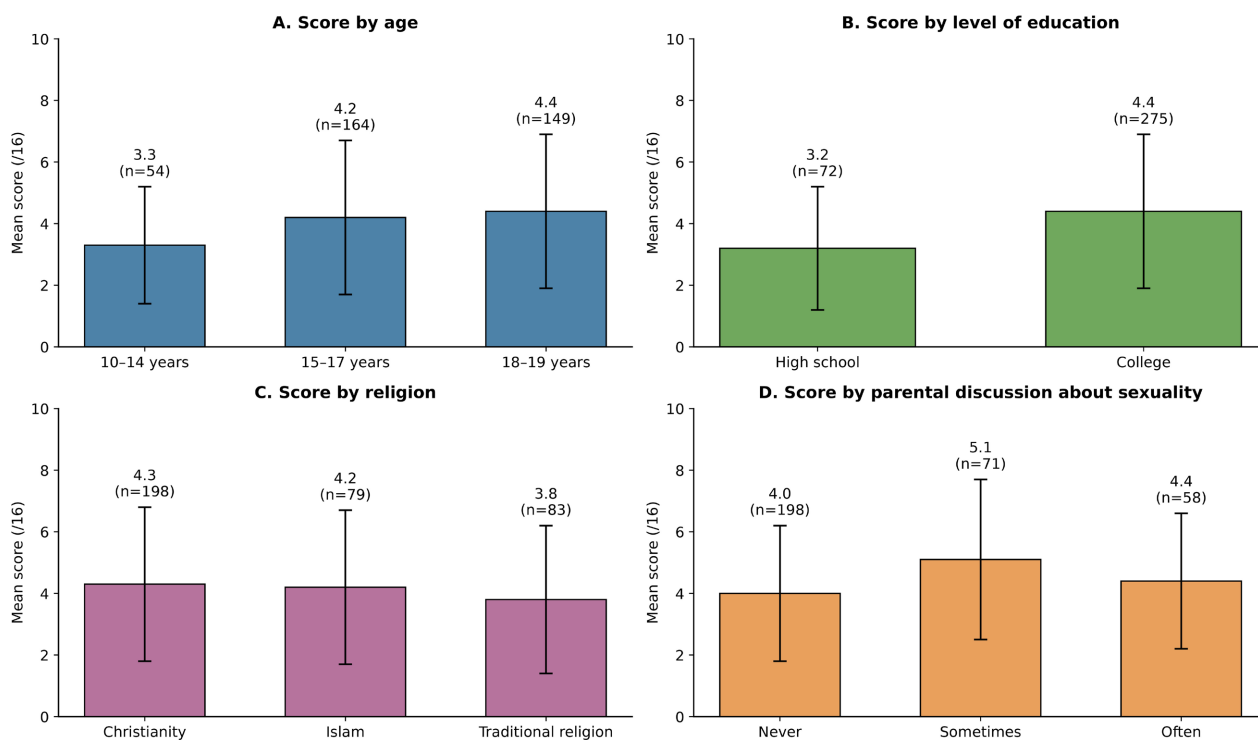 A. Score by age
Mean score (/16)
10
8
6
4
2
0
3.3
(n=54)
4.2
(n=164)
4.4
(n=149)
10–14 years
15–17 years
18–19 years
B. Score by level of education
Mean score (/16)
10
8
6
4
2
0
3.2
(n=72)
4.4
(n=275)
High school
College
C. Score by religion
Mean score (/16)
10
8
6
4
2
0
4.3
(n=198)
4.2
(n=79)
3.8
(n=83)
Christianity
Islam
Traditional religion
D. Score by parental discussion about sexuality
Mean score (/16)
10
8
6
4
2
0
4.0
(n=198)
5.1
(n=71)
4.4
(n=58)
Never
Sometimes
Often